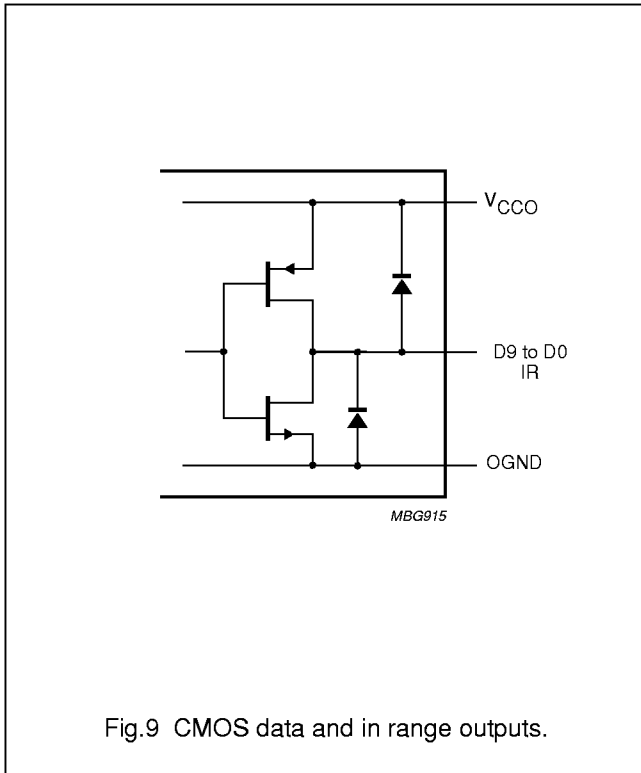 VCCO
D9 to D0
IR
OGND
MBG915
Fig.9 CMOS data and in range outputs.